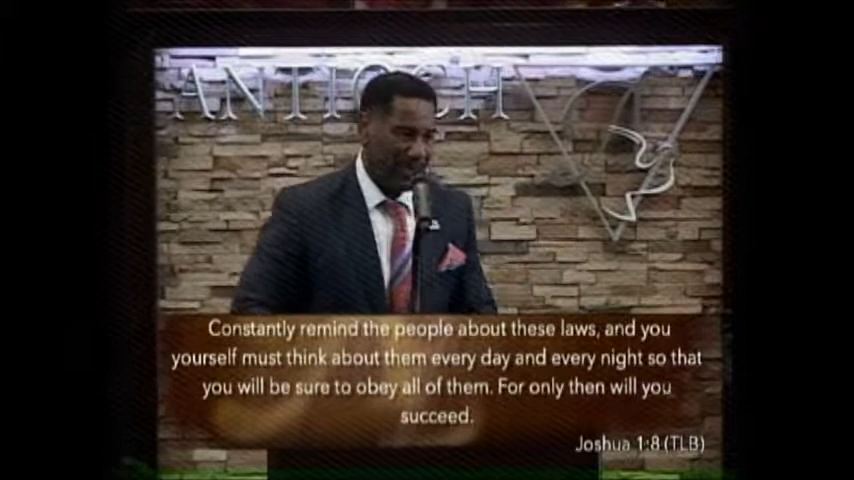 ANTIOCH
Constantly remind the people about these laws, and you
yourself must think about them every day and every night so that
you will be sure to obey all of them. For only then will you
succeed.
Joshua 1:8 (TLB)